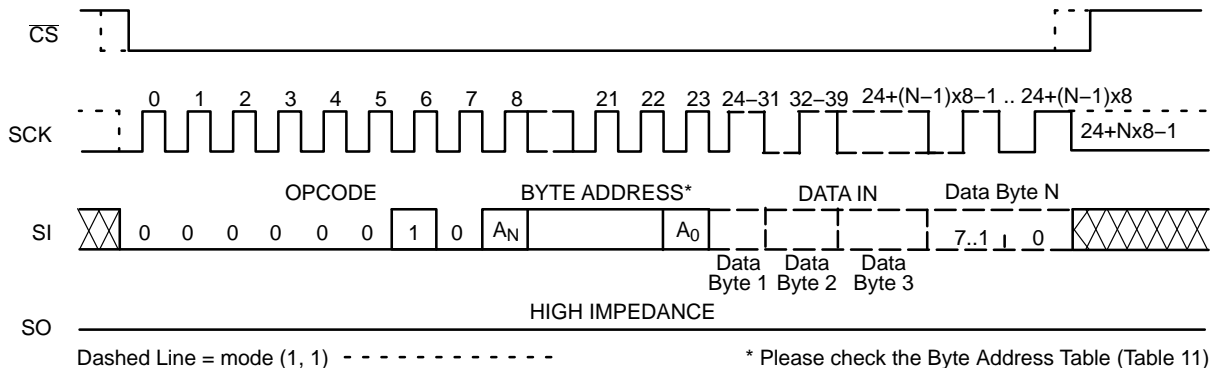 CS
0 1 2 3 4 5 6 7 8 21 22 23 24–31 32–39 24+(N–1)x8–1 .. 24+(N–1)x8
SCK
24+Nx8–1
OPCODE BYTE ADDRESS* DATA IN Data Byte N
SI 0 0 0 0 0 0 1 0 AN A0 7..1 0
Data Byte 1
Data Byte 2
Data Byte 3
HIGH IMPEDANCE
SO
Dashed Line = mode (1, 1)
* Please check the Byte Address Table (Table 11)